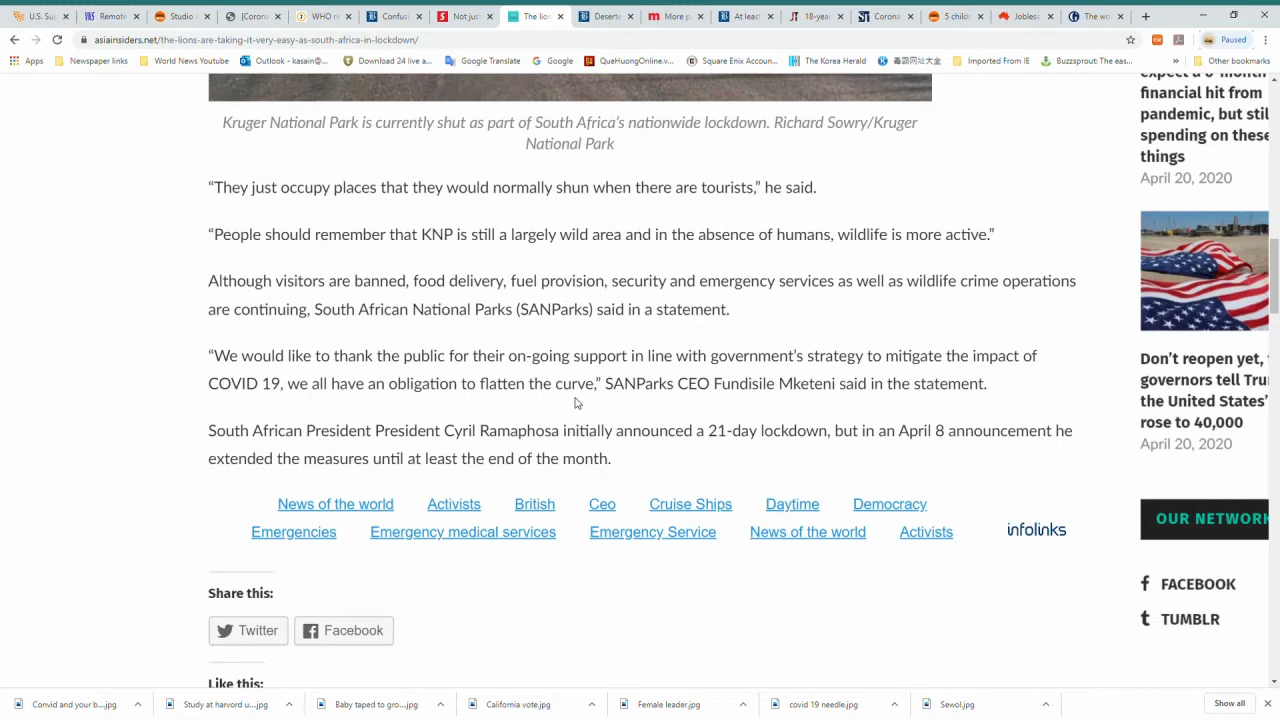 U.S. Su
Remote
Studio
[Coron
WHO r
Confus
Not jus
The lion
Deserte
More p
At leas
18-year
Corona
5 childr
Jobless
The wo
asiainsiders.net/the-lions-are-taking-it-very-easy-as-south-africa-in-lockdown/
Paused
Apps
Newspaper links
World News Youtube
Outlook - kasain@...
Download 24 live a...
Google Translate
Google
QueHuongOnline.v...
Square Enix Accou...
The Korea Herald
毒霸网址大全
Imported From IE
Buzzsprout: The eas...
Other bookmarks
Kruger National Park is currently shut as part of South Africa's nationwide lockdown. Richard Sowry/Kruger
National Park
“They just occupy places that they would normally shun when there are tourists,” he said.
“People should remember that KNP is still a largely wild area and in the absence of humans, wildlife is more active.”
Although visitors are banned, food delivery, fuel provision, security and emergency services as well as wildlife crime operations
are continuing, South African National Parks (SANParks) said in a statement.
“We would like to thank the public for their on-going support in line with government's strategy to mitigate the impact of
COVID 19, we all have an obligation to flatten the curve,” SANParks CEO Fundisile Mketeni said in the statement.
South African President President Cyril Ramaphosa initially announced a 21-day lockdown, but in an April 8 announcement he
extended the measures until at least the end of the month.
News of the world Activists British Ceo Cruise Ships Daytime Democracy
Emergencies Emergency medical services Emergency Service News of the world Activists
infolinks
Share this:
Twitter
Facebook
Like this:
expect a 6-month
financial hit from
pandemic, but stil
spending on these
things
April 20, 2020
Don't reopen yet,
governors tell Tru
the United States'
rose to 40,000
April 20, 2020
OUR NETWORK
FACEBOOK
TUMBLR
Convid and your b....jpg
Study at harvord u....jpg
Baby taped to gro....jpg
California vote.jpg
Female leader.jpg
covid 19 needle.jpg
Sewol.jpg
Show all